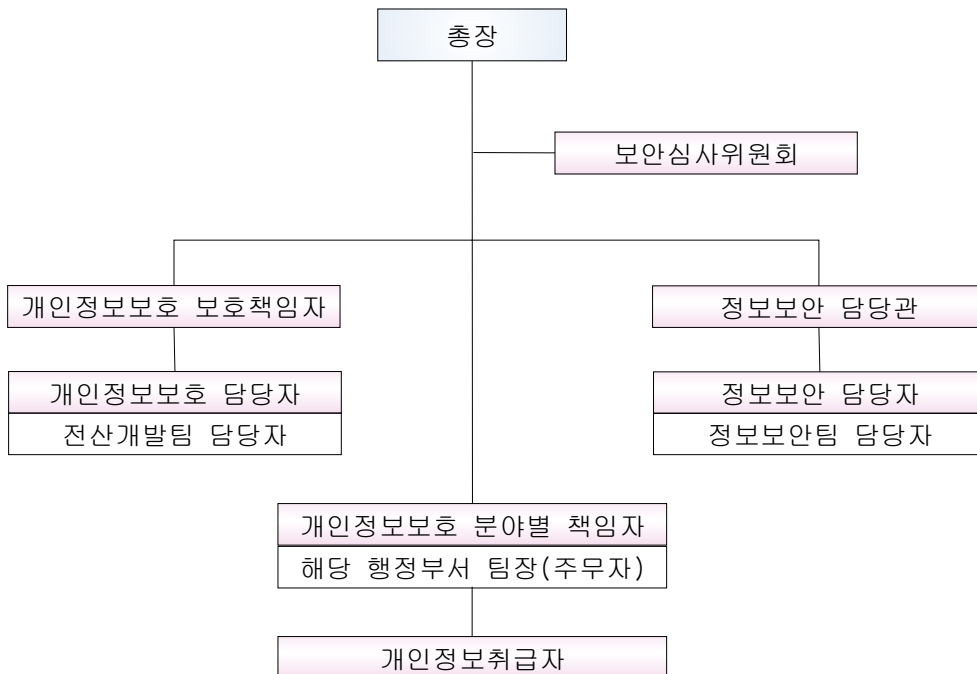 총장
보안심사위원회
개인정보보호 보호책임자
정보보안 담당관
개인정보보호 담당자
전산개발팀 담당자
정보보안 담당자
정보보안팀 담당자
개인정보보호 분야별 책임자
해당 행정부서 팀장(주무자)
개인정보취급자